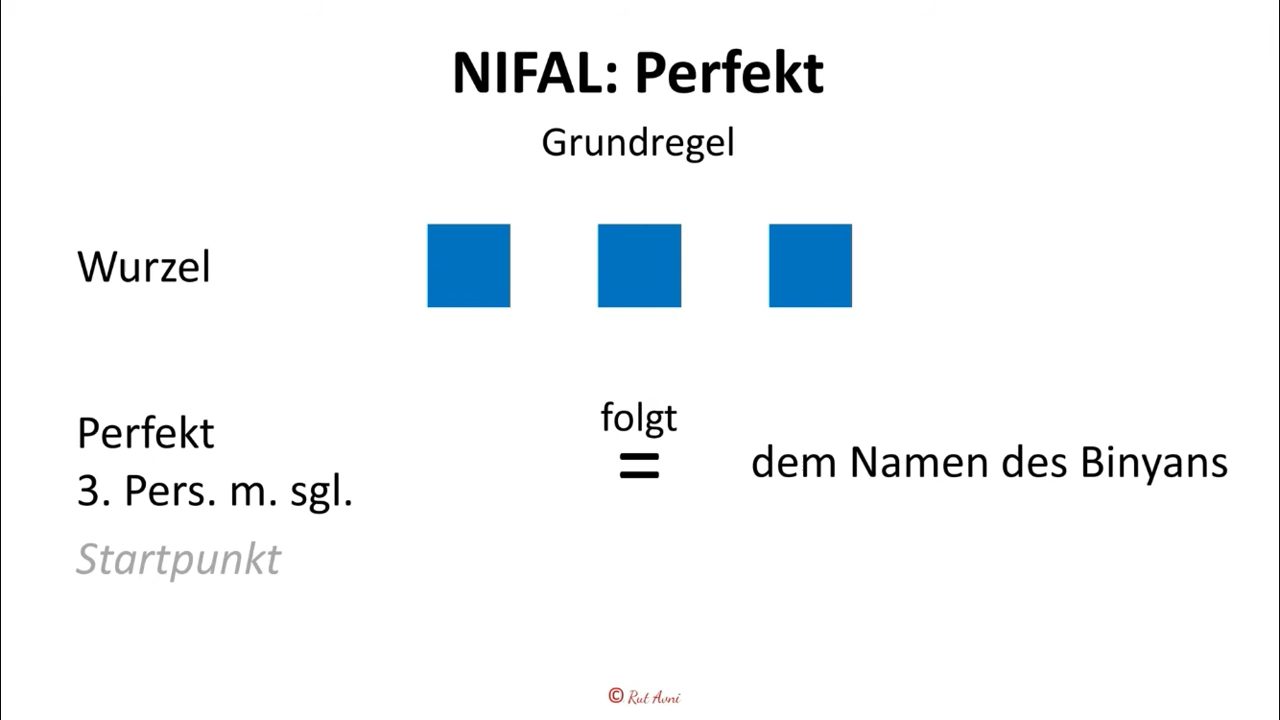 NIFAL: Perfekt
Grundregel
Wurzel
Perfekt
3. Pers. m. sgl.
Startpunkt
folgt
=
dem Namen des Binyans
© Rut Avni